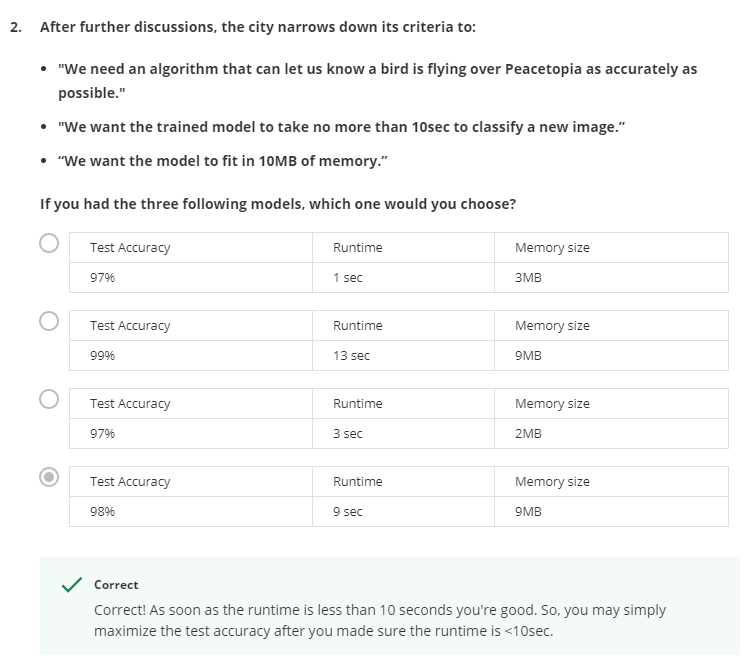 2. After further discussions, the city narrows down its criteria to:
• "We need an algorithm that can let us know a bird is flying over Peacetopia as accurately as
possible."
• "We want the trained model to take no more than 10sec to classify a new image.”
• “We want the model to fit in 10MB of memory.”
If you had the three following models, which one would you choose?
Test Accuracy Runtime Memory size
97% 1 sec 3MB
Test Accuracy Runtime Memory size
99% 13 sec 9MB
Test Accuracy Runtime Memory size
97% 3 sec 2MB
Test Accuracy Runtime Memory size
98% 9 sec 9MB
Correct
Correct! As soon as the runtime is less than 10 seconds you're good. So, you may simply
maximize the test accuracy after you made sure the runtime is <10sec.